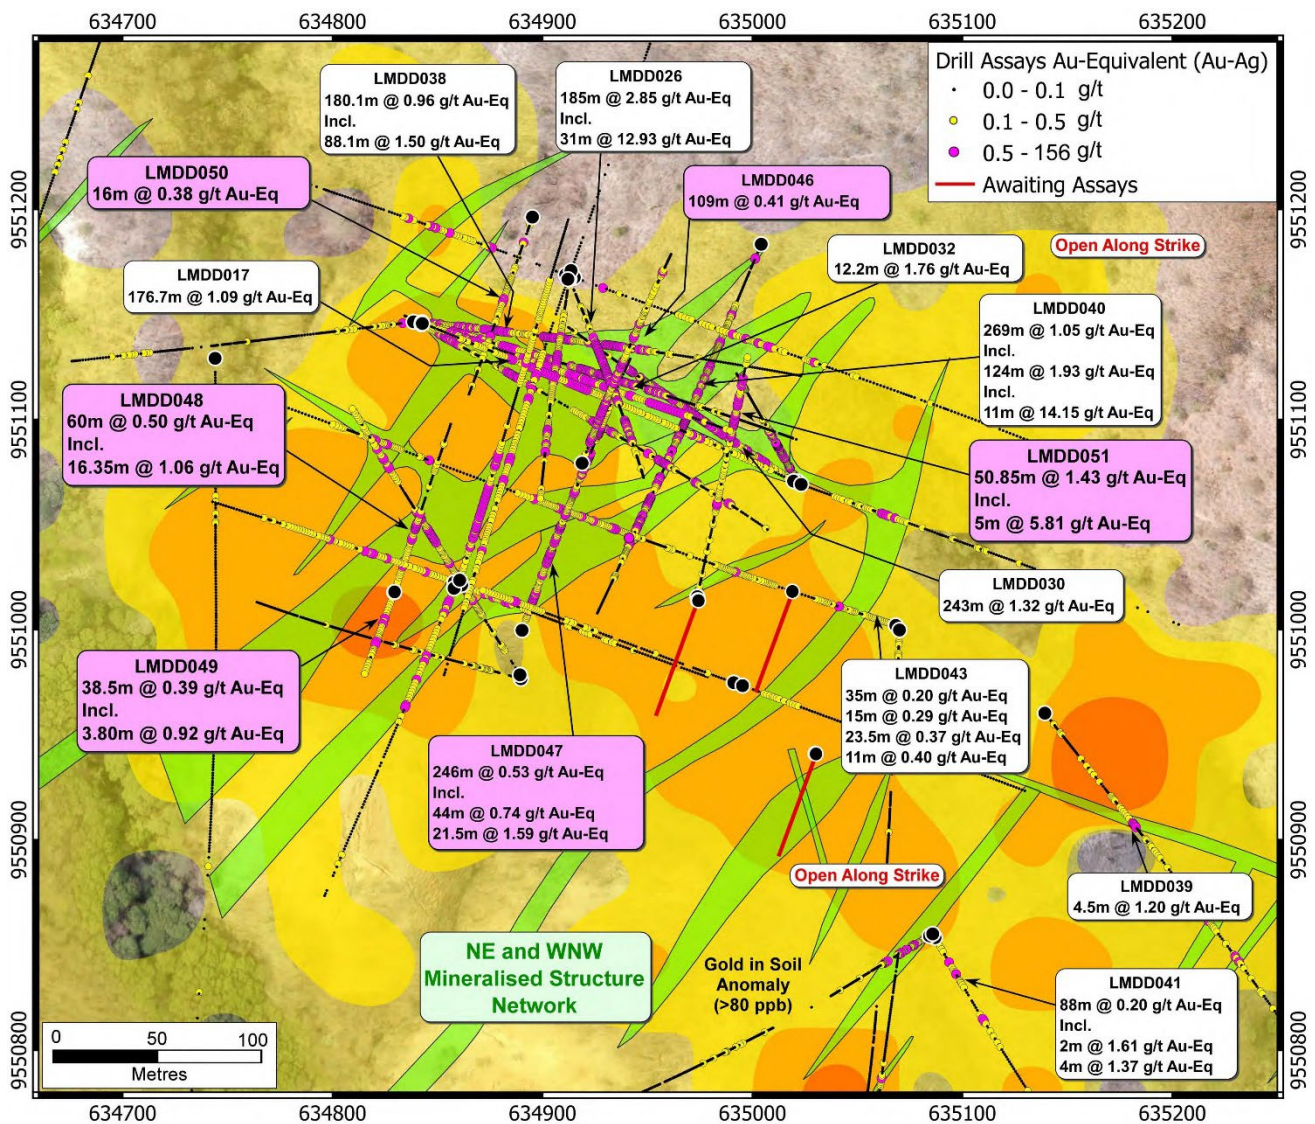 634700 634800 634900 635000 635100 635200
Drill Assays Au-Equivalent (Au-Ag)
0.0 - 0.1 g/t
0.1 - 0.5 g/t
0.5 - 156 g/t
Awaiting Assays
LMDD038
180.1m @ 0.96 g/t Au-Eq
Incl.
88.1m @ 1.50 g/t Au-Eq
LMDD026
185m @ 2.85 g/t Au-Eq
Incl.
31m @ 12.93 g/t Au-Eq
LMDD050
16m @ 0.38 g/t Au-Eq
LMDD046
109m @ 0.41 g/t Au-Eq
9551200
9551200
LMDD032
12.2m @ 1.76 g/t Au-Eq
Open Along Strike
LMDD017
176.7m @ 1.09 g/t Au-Eq
LMDD040
269m @ 1.05 g/t Au-Eq
Incl.
124m @ 1.93 g/t Au-Eq
Incl.
11m @ 14.15 g/t Au-Eq
9551100
9551100
LMDD048
60m @ 0.50 g/t Au-Eq
Incl.
16.35m @ 1.06 g/t Au-Eq
LMDD051
50.85m @ 1.43 g/t Au-Eq
Incl.
5m @ 5.81 g/t Au-Eq
LMDD030
243m @ 1.32 g/t Au-Eq
9551000
9551000
LMDD049
38.5m @ 0.39 g/t Au-Eq
Incl.
3.80m @ 0.92 g/t Au-Eq
LMDD043
35m @ 0.20 g/t Au-Eq
15m @ 0.29 g/t Au-Eq
23.5m @ 0.37 g/t Au-Eq
11m @ 0.40 g/t Au-Eq
LMDD047
246m @ 0.53 g/t Au-Eq
Incl.
44m @ 0.74 g/t Au-Eq
21.5m @ 1.59 g/t Au-Eq
9550900
9550900
Open Along Strike
LMDD039
4.5m @ 1.20 g/t Au-Eq
NE and WNW
Mineralised Structure
Network
Gold in Soil
Anomaly
(>80 ppb)
LMDD041
88m @ 0.20 g/t Au-Eq
Incl.
2m @ 1.61 g/t Au-Eq
4m @ 1.37 g/t Au-Eq
9550800
9550800
0 50 100
Metres
634700 634800 634900 635000 635100 635200